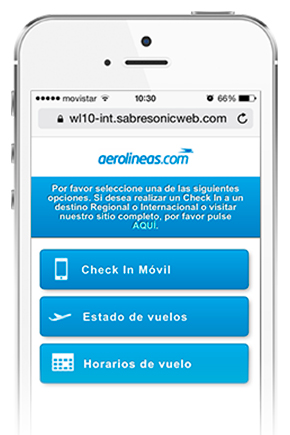 movistar 10:30 66%
wl10-int.sabresonicweb.com
aerolineas.com
Por favor seleccione una de las siguientes
opciones. Si desea realizar un Check In a un
destino Regional o Internacional o visitar
nuestro sitio completo, por favor pulse
AQUI.
Check In Móvil
Estado de vuelos
Horarios de vuelo